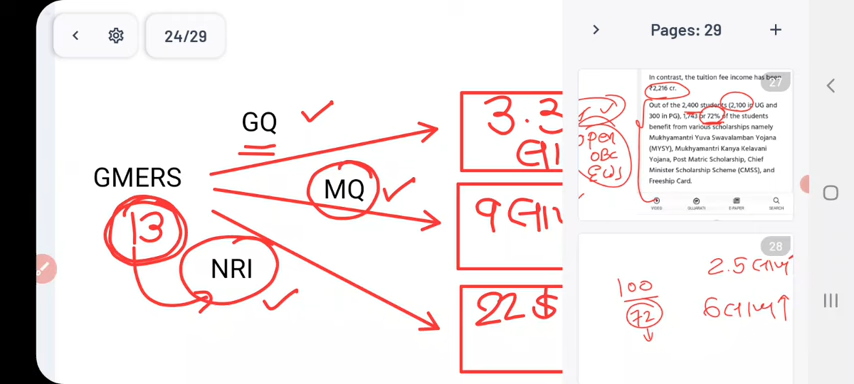 24/29
Pages: 29
GQ
GMERS
13
MQ
NRI
3.3
9
22 $
27
In contrast, the tuition fee income has been
₹2,216 cr.
Out of the 2,400 students (2,100 in UG and
300 in PG), 1,743 or 72% of the students
benefit from various scholarships namely
Mukhyamantri Yuva Swavalamban Yojana
(MYSY), Mukhyamantri Kanya Kelavani
Yojana, Post Matric Scholarship, Chief
Minister Scholarship Scheme (CMSS), and
Freeship Card.
OPEN
OBC
EWS
SEARCH
28
100
72
2.5 લાખ
6 લાખ